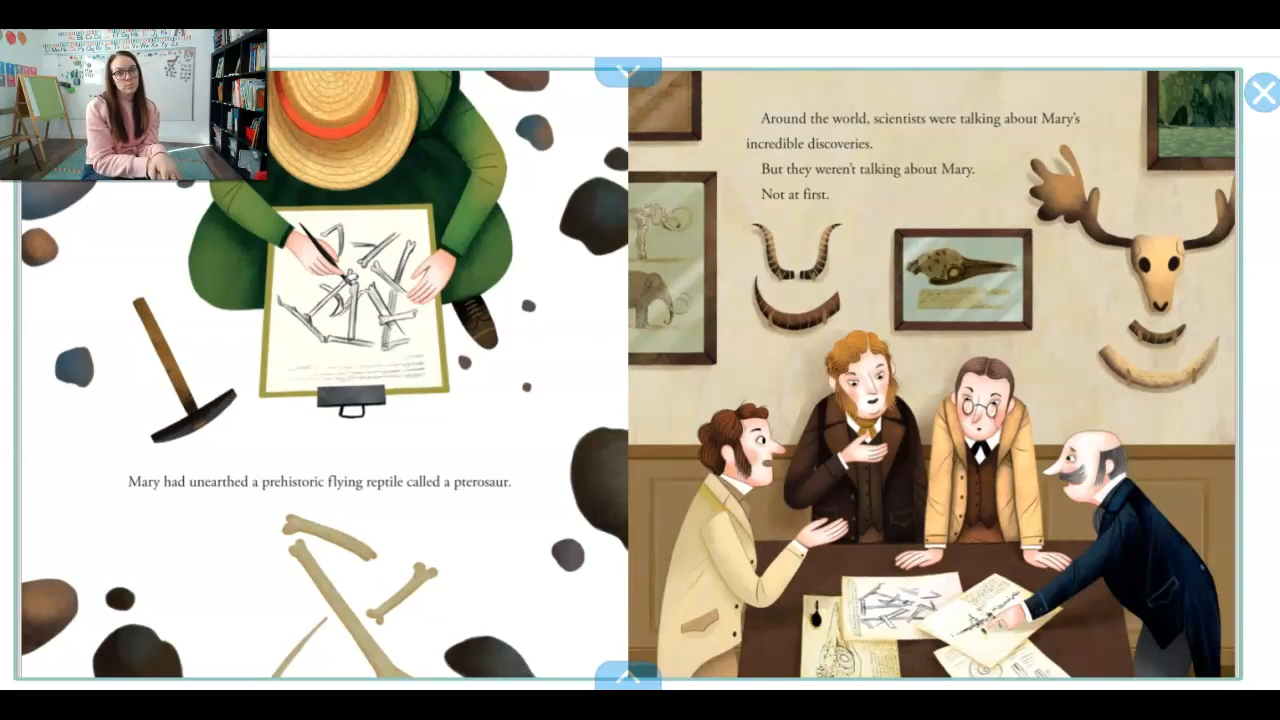 Mary had unearthed a prehistoric flying reptile called a pterosaur.
Around the world, scientists were talking about Mary's
incredible discoveries.
But they weren't talking about Mary.
Not at first.